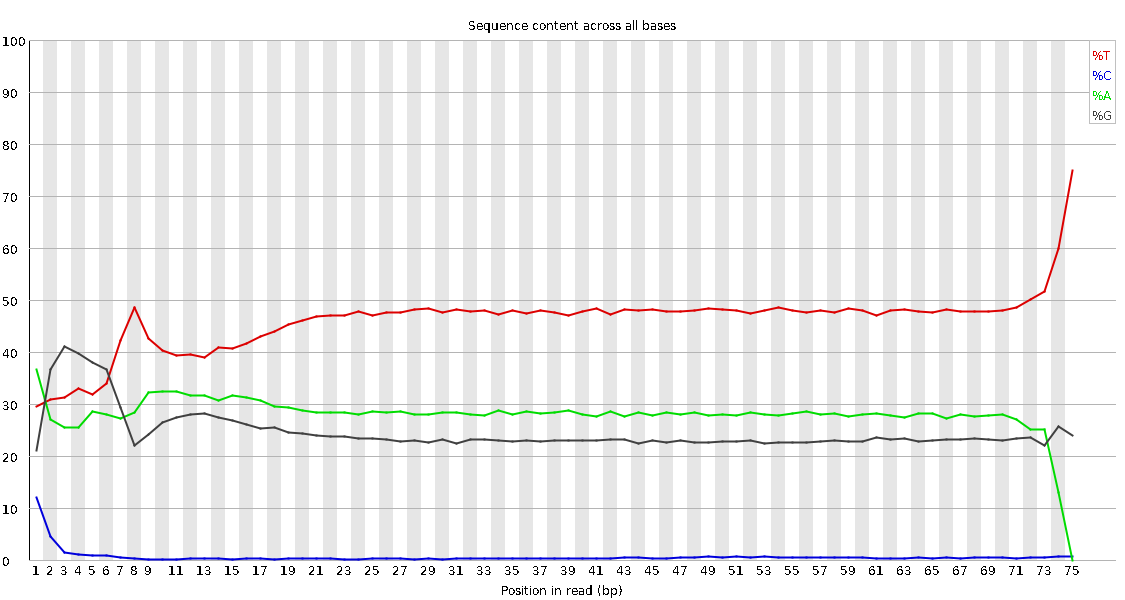 Sequence content across all bases
100
90
80
70
60
50
40
30
20
10
0
%T
%C
%A
%G
1 2 3 4 5 6 7 8 9 11 13 15 17 19 21 23 25 27 29 31 33 35 37 39 41 43 45 47 49 51 53 55 57 59 61 63 65 67 69 71 73 75
Position in read (bp)